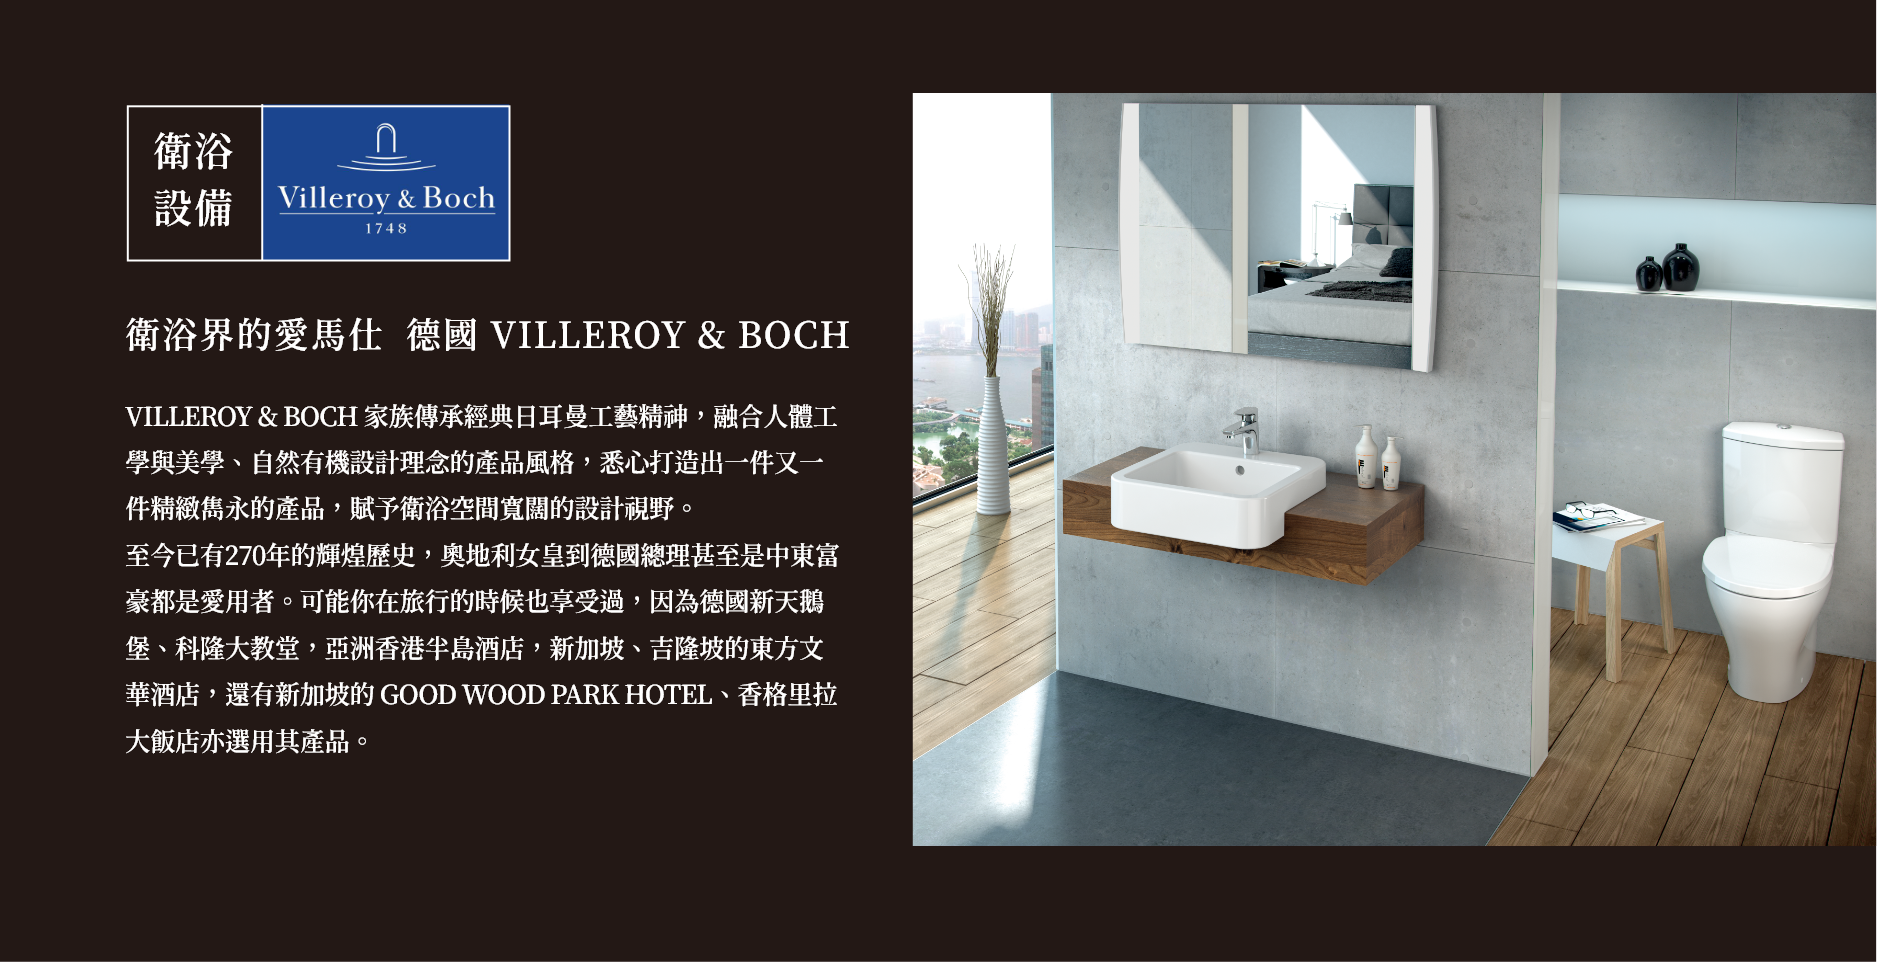 衛浴
設備
Villeroy & Boch
1748
衛浴界的愛馬仕 德國 VILLEROY & BOCH
VILLEROY & BOCH 家族傳承經典日耳曼工藝精神，融合人體工
學與美學、自然有機設計理念的產品風格，悉心打造出一件又一
件精緻雋永的產品，賦予衛浴空間寬闊的設計視野。
至今已有270年的輝煌歷史，奧地利女皇到德國總理甚至是中東富
豪都是愛用者。可能你在旅行的時候也享受過，因為德國新天鵝
堡、科隆大教堂，亞洲香港半島酒店，新加坡、吉隆坡的東方文
華酒店，還有新加坡的 GOOD WOOD PARK HOTEL、香格里拉
大飯店亦選用其產品。